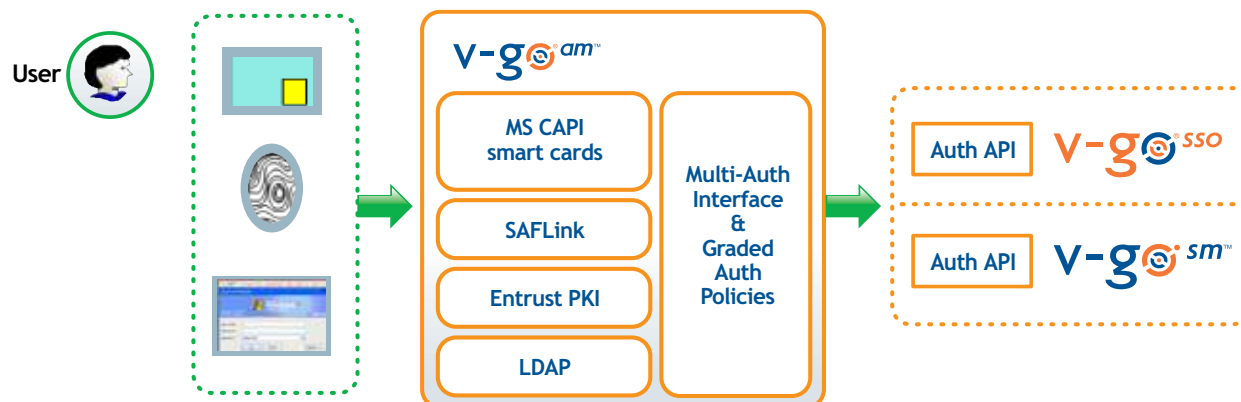 User
v-go® am™
MS CAPI
smart cards
SAFLink
Entrust PKI
LDAP
Multi-Auth
Interface
&
Graded
Auth
Policies
Auth API
v-go® sso
Auth API
v-go sm™